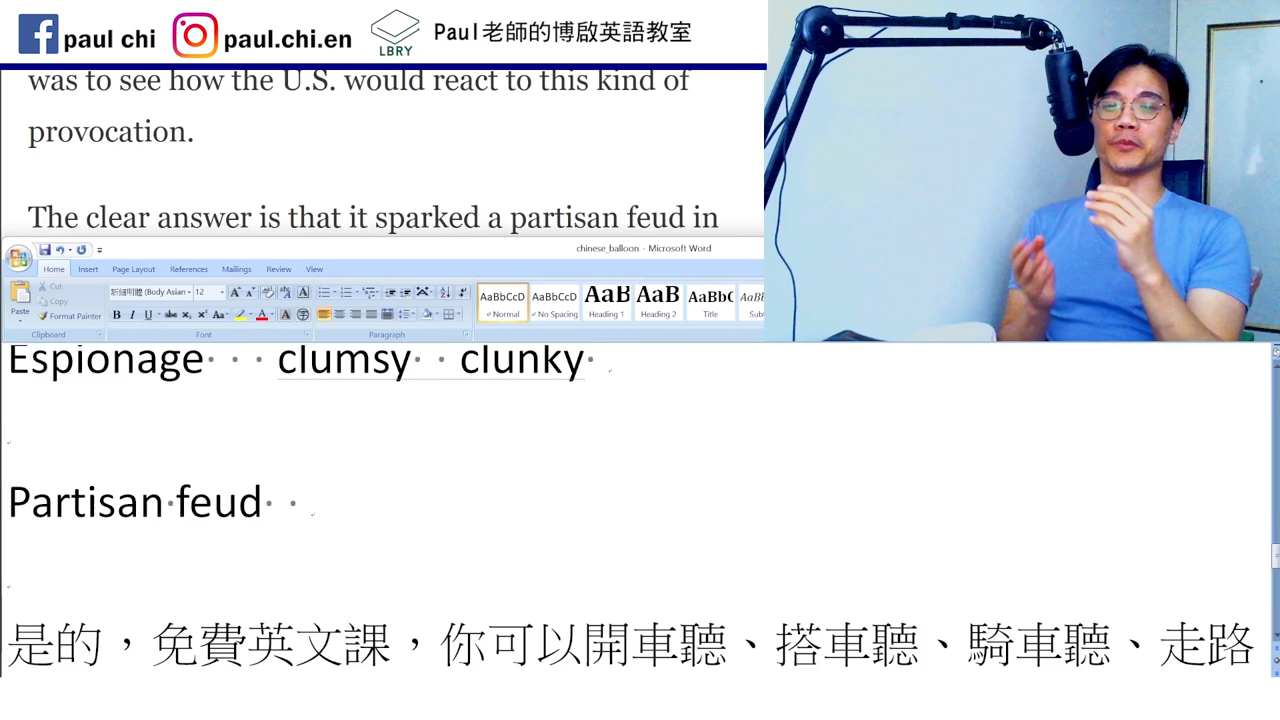 paul chi paul.chi.en LBRY Paul老師的博啟英語教室
was to see how the U.S. would react to this kind of
provocation.
The clear answer is that it sparked a partisan feud in
chinese_balloon - Microsoft Word
Home Insert Page Layout References Mailings Review View
Cut
Copy
Format Painter
Paste
新細明體 (Body Asian 12
AaBbCcD AaBbCcD AaBb AaB AaBbC
Normal No Spacing Heading 1 Heading 2 Title
Clipboard Font Paragraph
Espionage clumsy clunky
Partisan feud
是的，免費英文課，你可以開車聽、搭車聽、騎車聽、走路